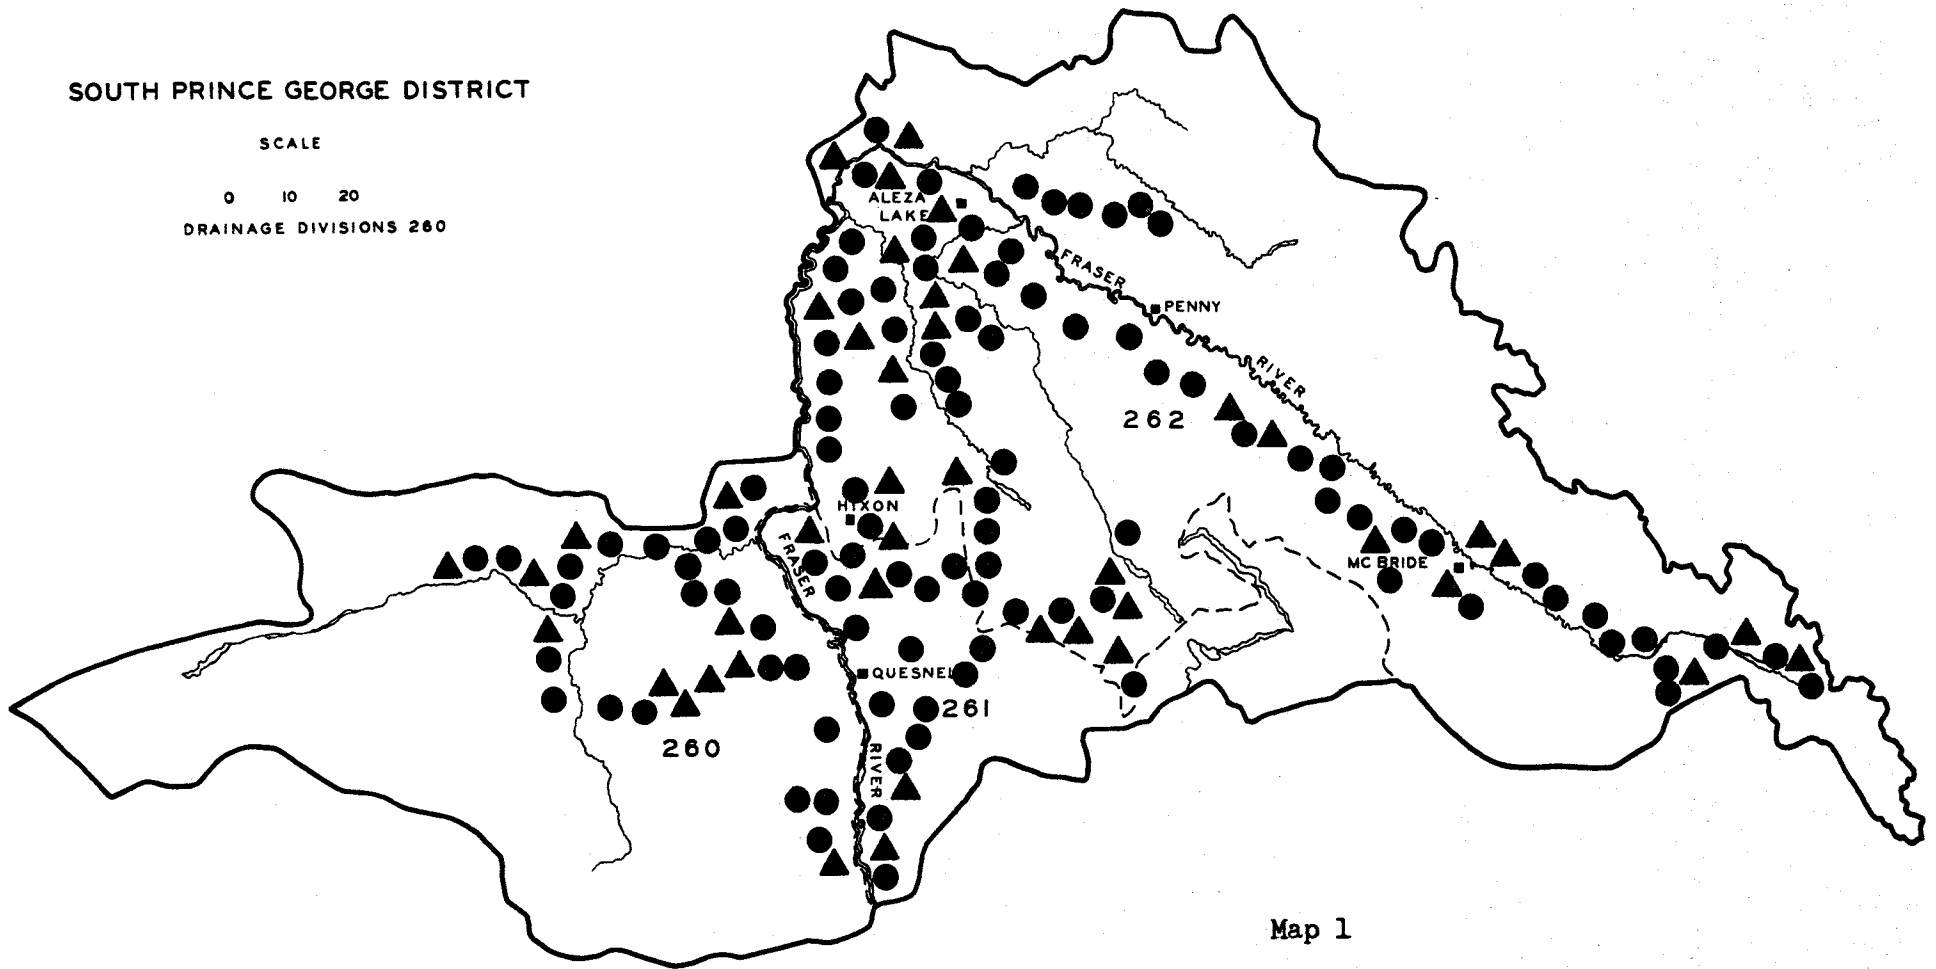 SOUTH PRINCE GEORGE DISTRICT
SCALE
0 10 20
DRAINAGE DIVISIONS 260
ALEZA
LAKE
FRASER
PENNY
RIVER
262
HIXON
FRASER
MC BRIDE
QUESNEL
261
260
RIVER
Map 1